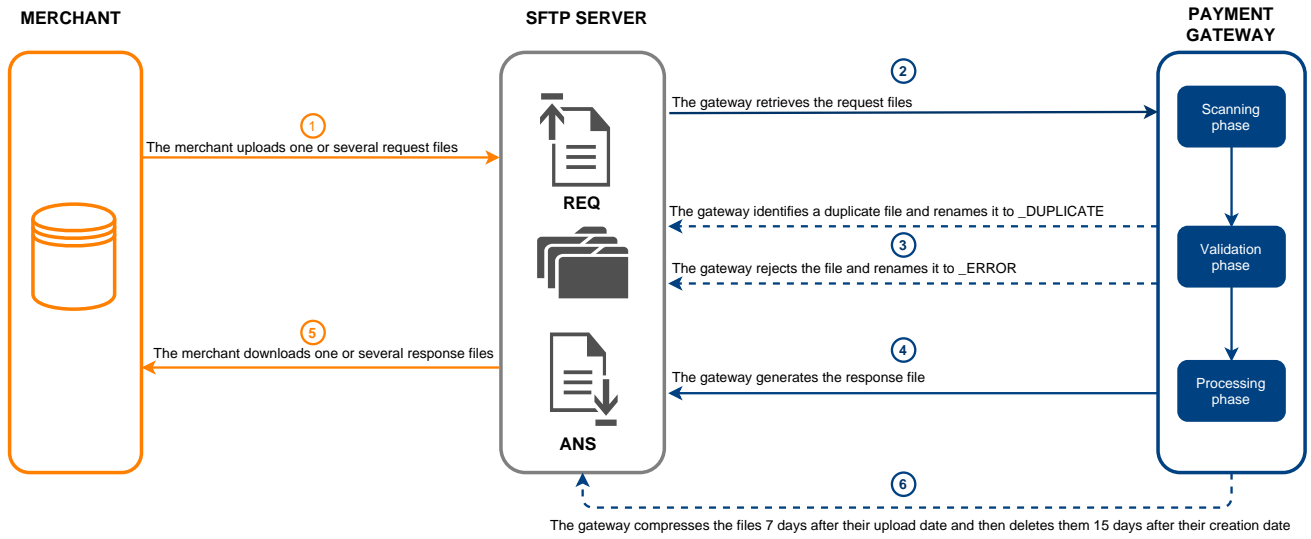 MERCHANT
SFTP SERVER
PAYMENT
GATEWAY
1
The merchant uploads one or several request files
2
The gateway retrieves the request files
Scanning
phase
REQ
The gateway identifies a duplicate file and renames it to _DUPLICATE
3
The gateway rejects the file and renames it to _ERROR
Validation
phase
5
The merchant downloads one or several response files
4
The gateway generates the response file
Processing
phase
ANS
6
The gateway compresses the files 7 days after their upload date and then deletes them 15 days after their creation date